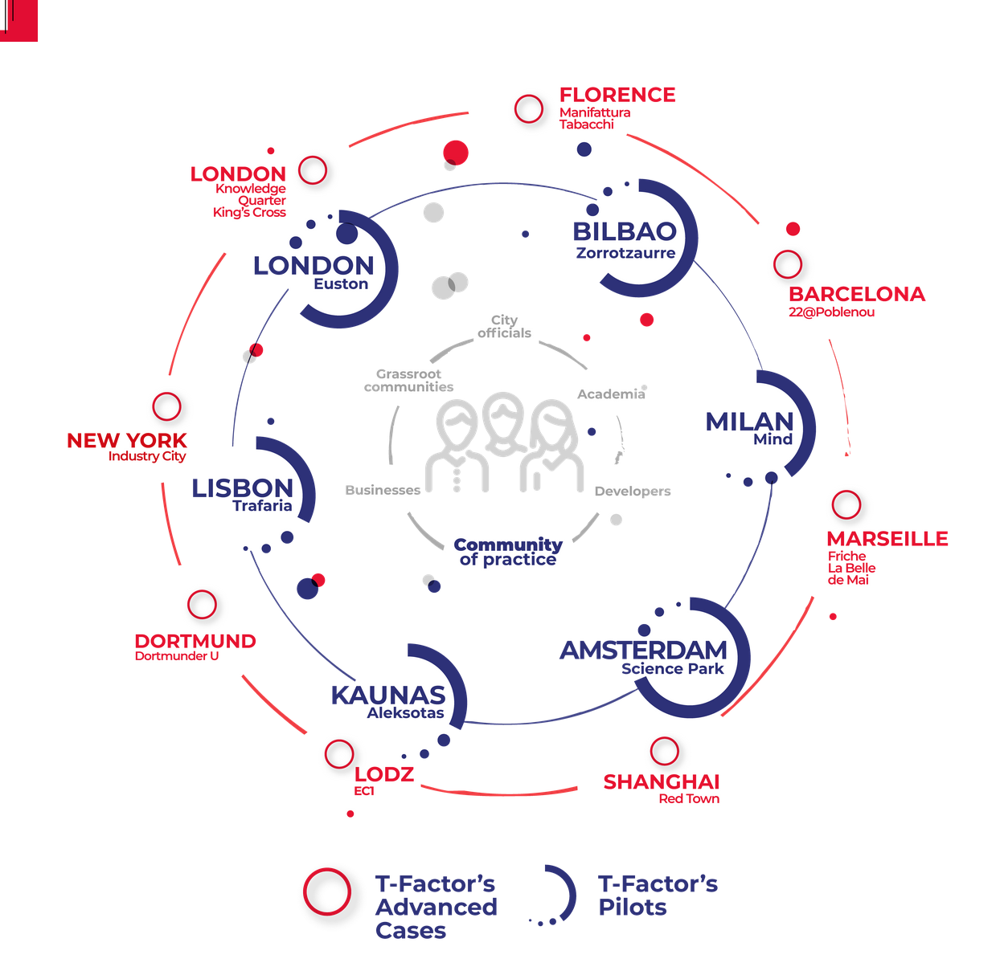 FLORENCE
Manifattura
Tabacchi
LONDON
Knowledge
Quarter
King's Cross
BILBAO
Zorrotzaurre
LONDON
Euston
BARCELONA
22@Poblenou
City
officials
Grassroot
communities
Academia
MILAN
Mind
NEW YORK
Industry City
LISBON
Trafaria
Businesses
Developers
Community
of practice
MARSEILLE
Friche
La Belle
de Mai
DORTMUND
Dortmunder U
AMSTERDAM
Science Park
KAUNAS
Aleksotas
LODZ
EC1
SHANGHAI
Red Town
T-Factor's
Advanced
Cases
T-Factor's
Pilots